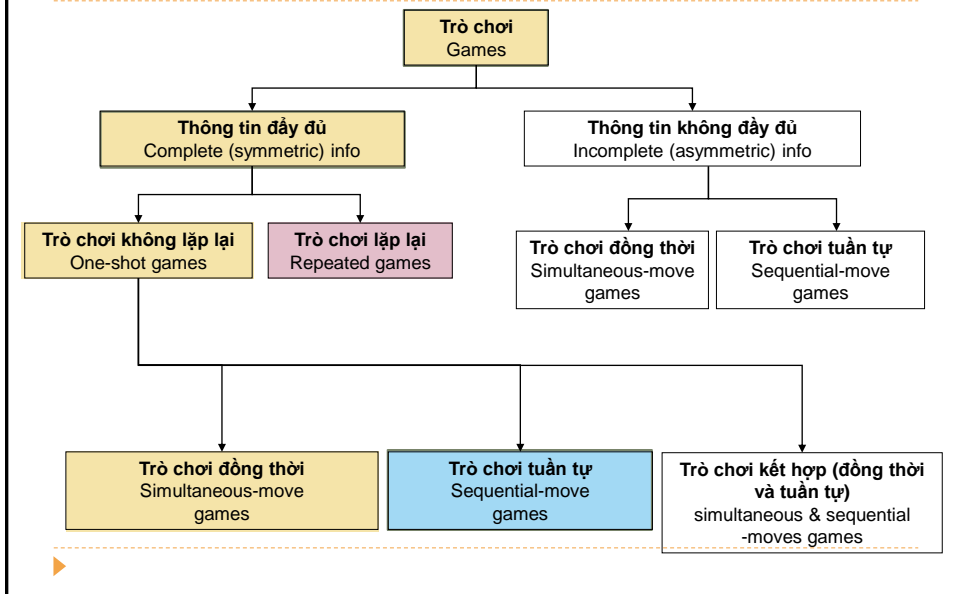 Trò chơi
Games
Thông tin đẩy đủ
Complete (symmetric) info
Thông tin không đầy đủ
Incomplete (asymmetric) info
Trò chơi không lặp lại
One-shot games
Trò chơi lặp lại
Repeated games
Trò chơi đồng thời
Simultaneous-move
games
Trò chơi tuần tự
Sequential-move
games
Trò chơi đồng thời
Simultaneous-move
games
Trò chơi tuần tự
Sequential-move
games
Trò chơi kết hợp (đồng thời
và tuần tự)
simultaneous & sequential
-moves games